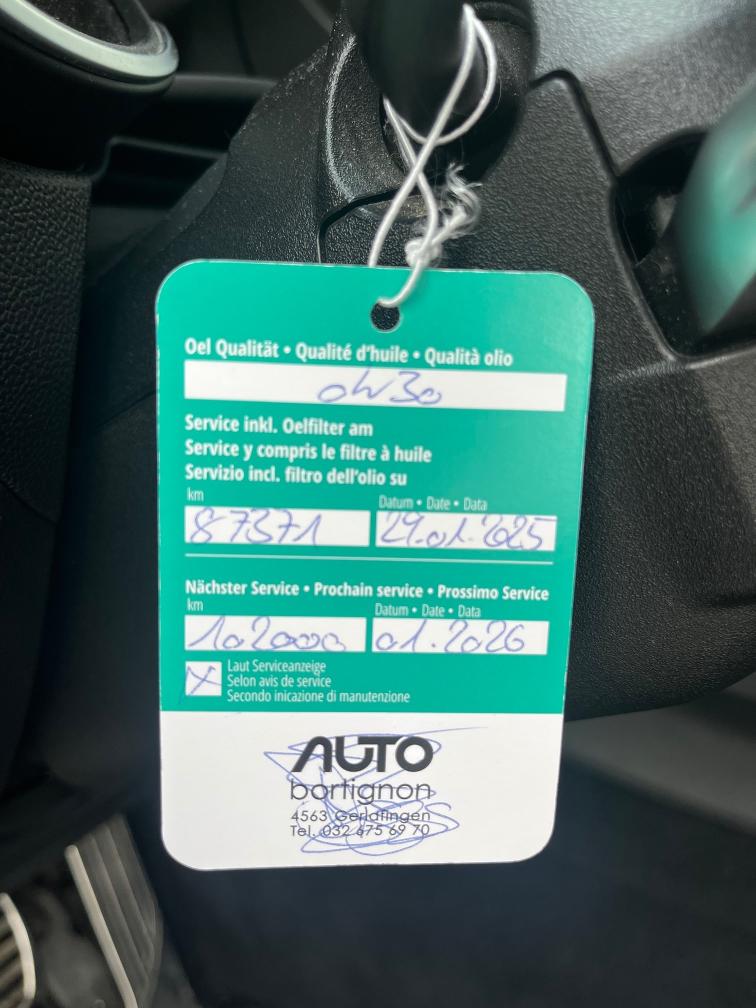 Oel Qualität • Qualité d'huile • Qualità olio
0W30
Service inkl. Oelfilter am
Service y compris le filtre à huile
Servizio incl. filtro dell'olio su
km Datum • Date • Data
87371 29.01.2025
Nächster Service • Prochain service • Prossimo Service
km Datum • Date • Data
102000 01.2026
X Laut Serviceanzeige
Selon avis de service
Secondo inicazione di manutenzione
AUTO
bortignon
4563 Gerlafingen
Tel. 032 675 69 70